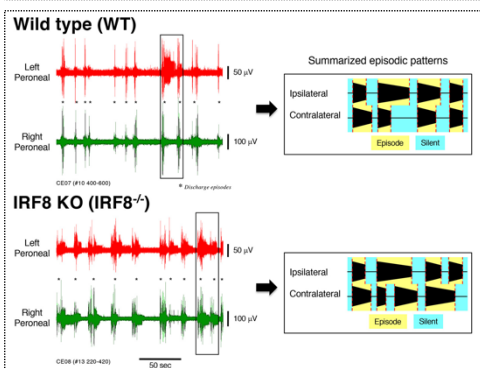 Wild type (WT)
Left
Peroneal
50 µV
Right
Peroneal
100 µV
CE07 (#10 400-600)
* Discharge episodes
Summarized episodic patterns
Ipsilateral
Contralateral
Episode
Silent
IRF8 KO (IRF8-/-)
Left
Peroneal
50 µV
Right
Peroneal
100 µV
CE08 (#13 220-420)
50 sec
Ipsilateral
Contralateral
Episode
Silent